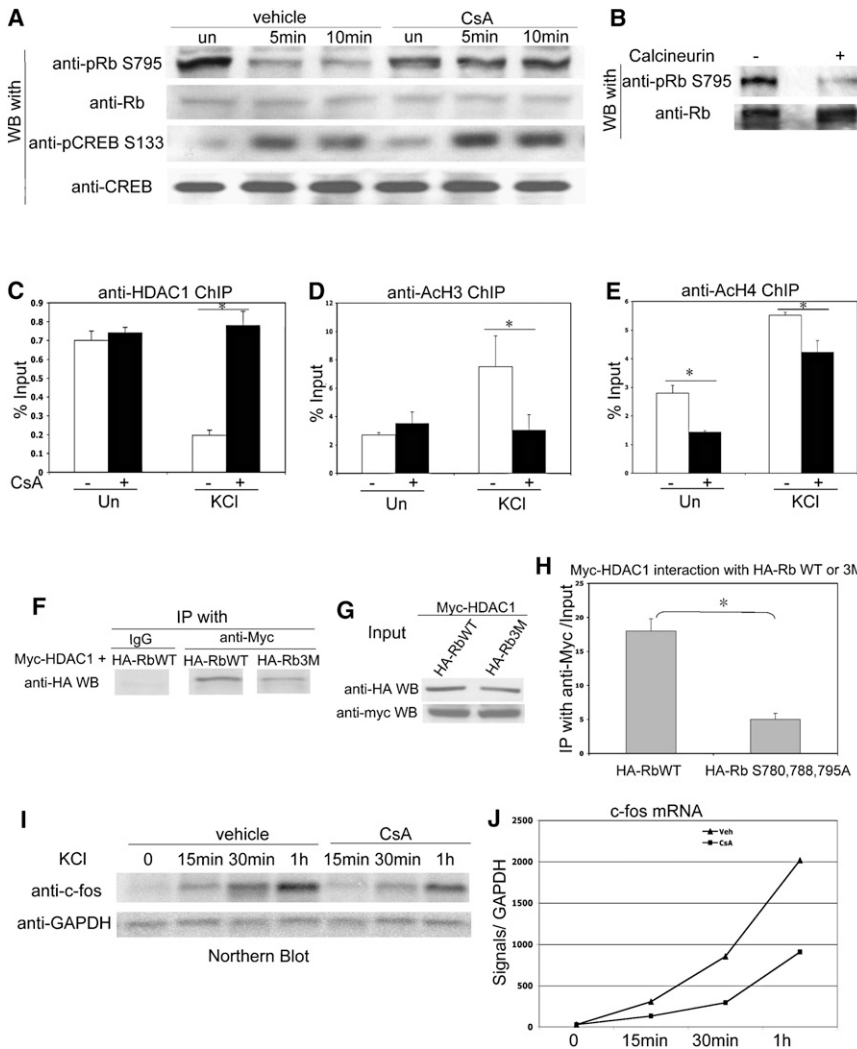 A
vehicle
CsA
un 5min 10min un 5min 10min
WB with
anti-pRb S795
anti-Rb
anti-pCREB S133
anti-CREB
B
Calcineurin - +
WB with
anti-pRb S795
anti-Rb
C
anti-HDAC1 ChIP
% Input
0.9
0.8
0.7
0.6
0.5
0.4
0.3
0.2
0.1
0
*
CsA - + - +
Un KCl
D
anti-AcH3 ChIP
% Input
12
10
8
6
4
2
0
*
- + - +
Un KCl
E
anti-AcH4 ChIP
% Input
6
5
4
3
2
1
0
*
*
- + - +
Un KCl
F
IP with
IgG anti-Myc
Myc-HDAC1 + HA-RbWT HA-RbWT HA-Rb3M
anti-HA WB
G
Myc-HDAC1
Input
HA-RbWT
HA-Rb3M
anti-HA WB
anti-myc WB
H
Myc-HDAC1 interaction with HA-Rb WT or 3M
IP with anti-Myc /Input
25
20
15
10
5
0
*
HA-RbWT HA-Rb S780,788,795A
I
vehicle CsA
KCl 0 15min 30min 1h 15min 30min 1h
anti-c-fos
anti-GAPDH
Northern Blot
J
c-fos mRNA
Veh
CsA
Signals/ GAPDH
2500
2000
1500
1000
500
0
0 15min 30min 1h